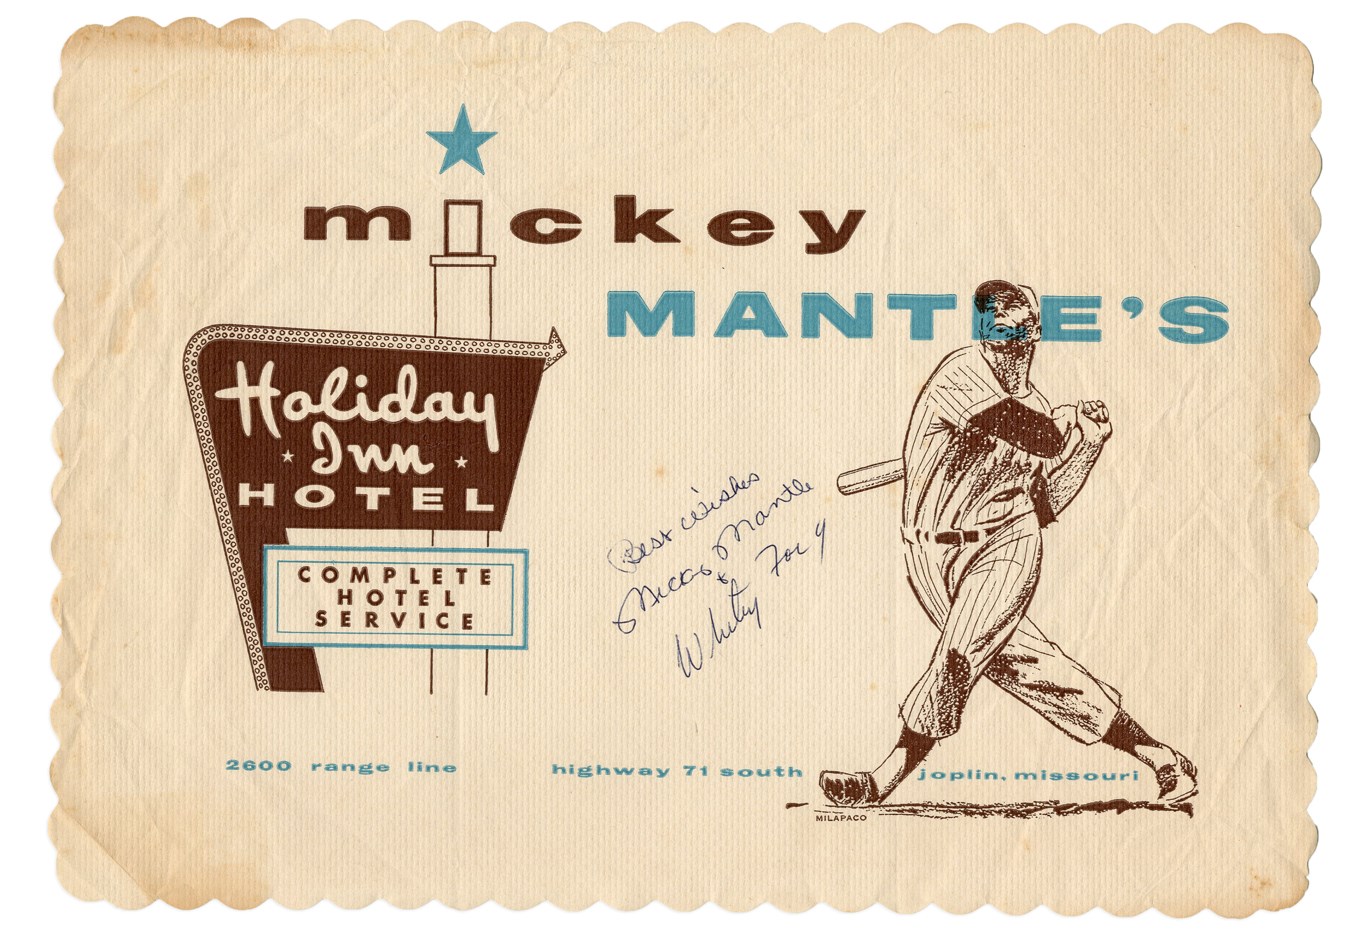 mickey
MANTLE'S
Holiday
Inn
HOTEL
COMPLETE
HOTEL
SERVICE
Best wishes
Mickey Mantle
&
Whitey Ford
2600 range line highway 71 south joplin, missouri
MILAPACO